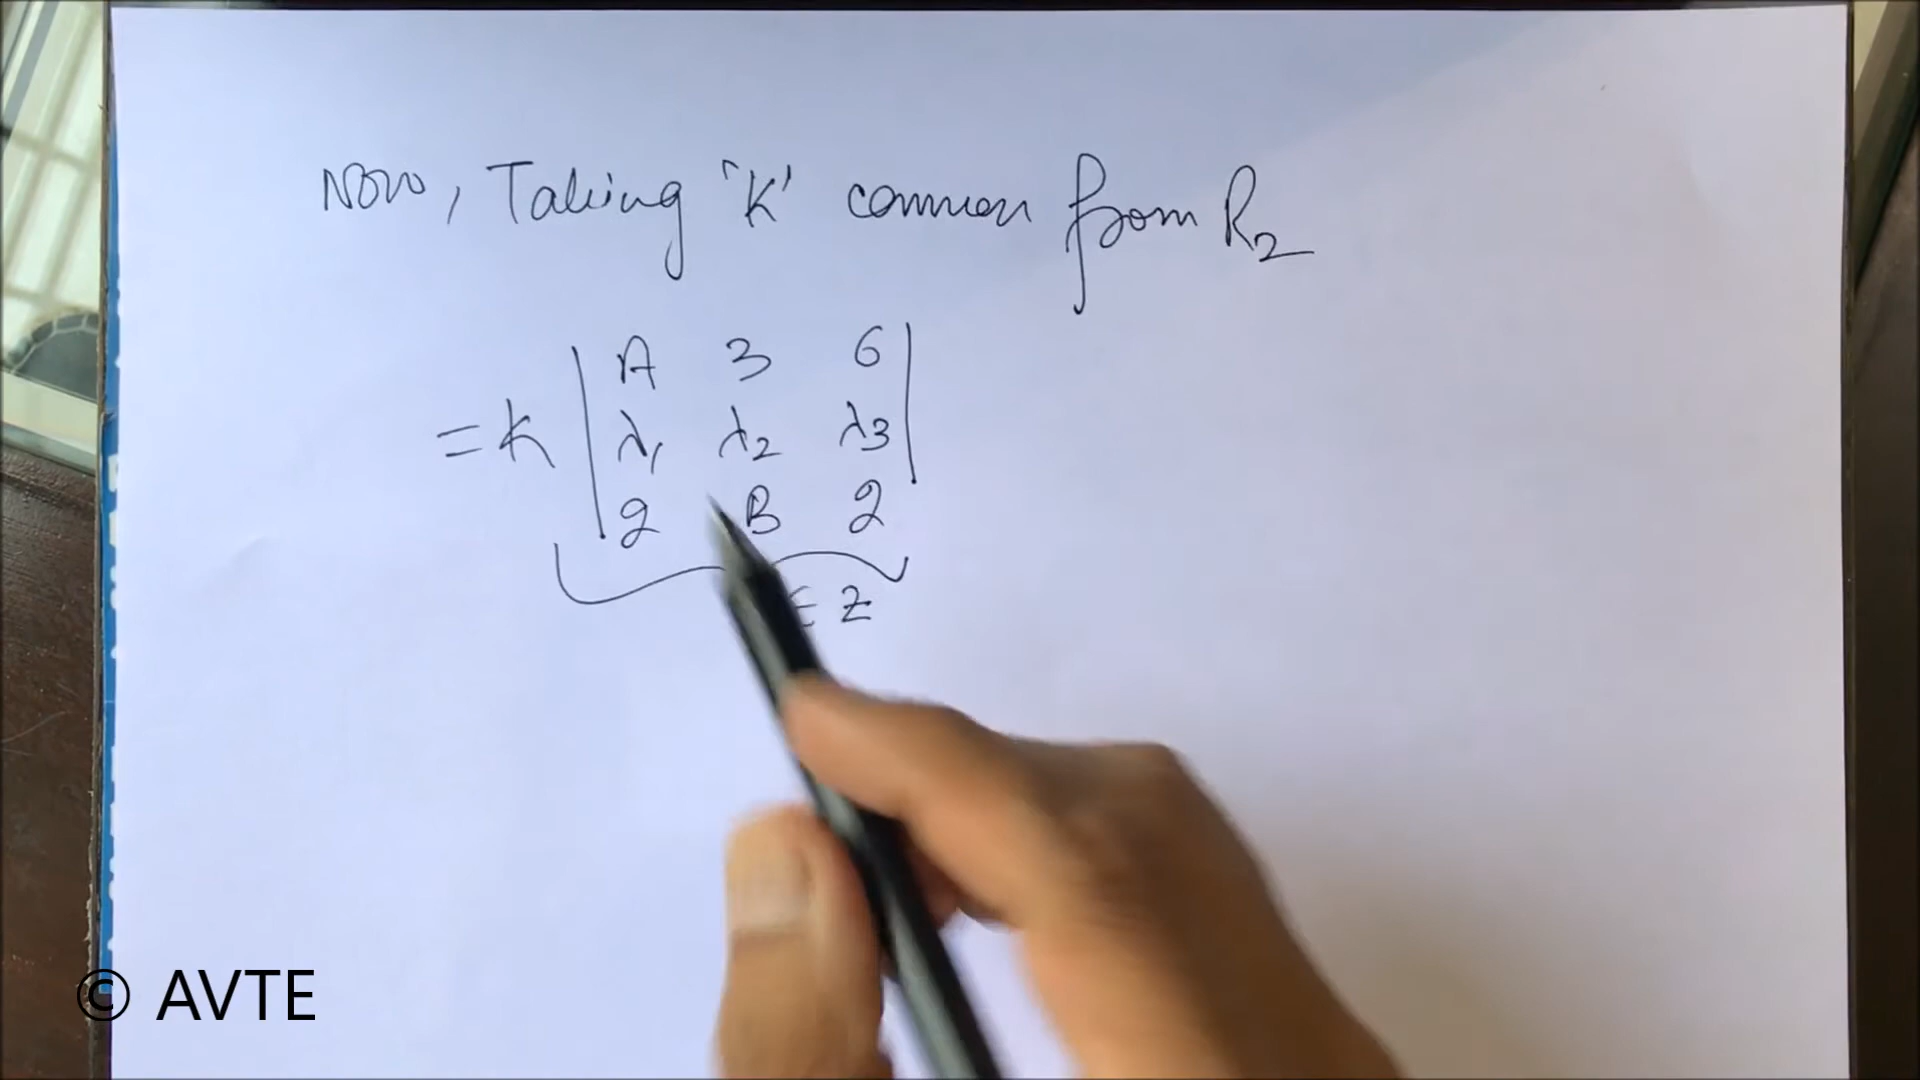 Now, Taking 'K' common from R2
A 3 6
= K λ1 λ2 λ3
2 B 2
∈ Z
© AVTE